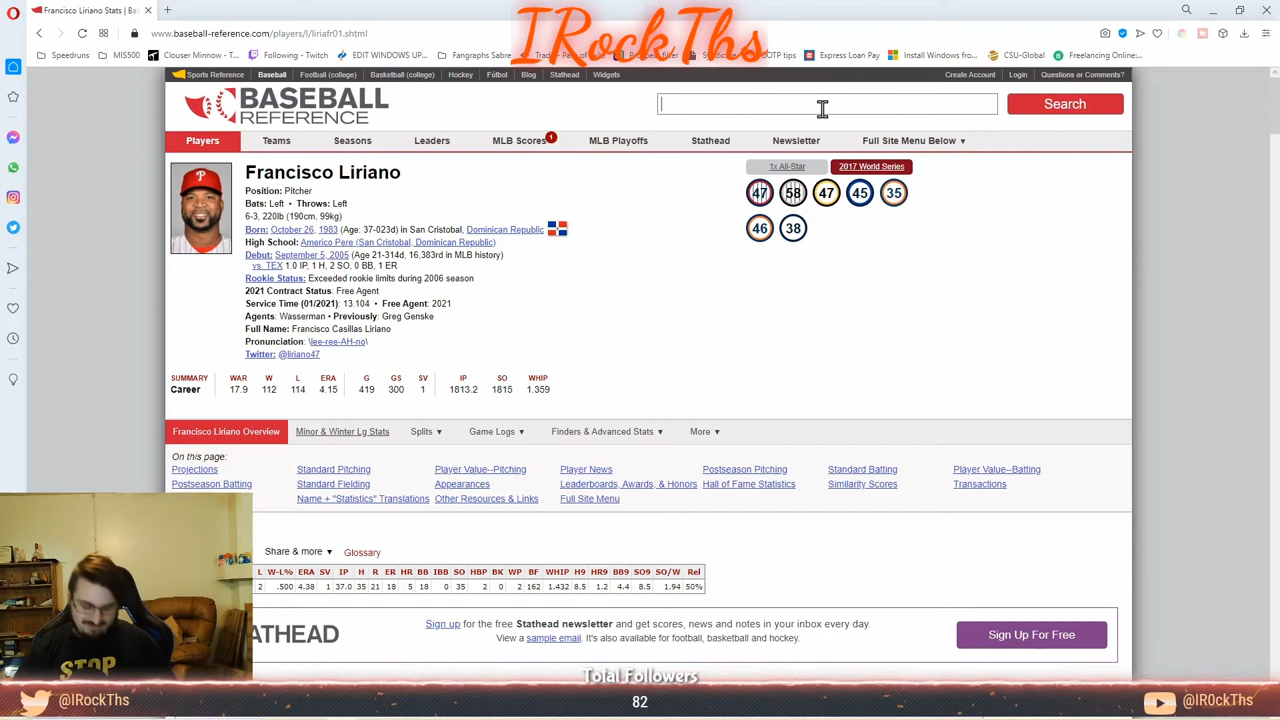 Francisco Liriano Stats | Bas
IRockThs
www.baseball-reference.com/players/l/liriafr01.shtml
Speedruns MIS500 Clouser Minnow - T... Following - Twitch EDIT WINDOWS UP... Fangraphs Sabre OTP tips Express Loan Pay Install Windows fro... CSU-Global Freelancing Online:...
Sports Reference Baseball Football (college) Basketball (college) Hockey Fútbol Blog Stathead Widgets Create Account Login Questions or Comments?
BASEBALL
REFERENCE
Search
Players Teams Seasons Leaders MLB Scores 1 MLB Playoffs Stathead Newsletter Full Site Menu Below ▼
Francisco Liriano
1x All-Star 2017 World Series
Position: Pitcher
47 58 47 45 35
Bats: Left • Throws: Left
6-3, 220lb (190cm, 99kg)
46 38
Born: October 26, 1983 (Age: 37-023d) in San Cristobal, Dominican Republic
High School: Americo Pere (San Cristobal, Dominican Republic)
Debut: September 5, 2005 (Age 21-314d, 16,383rd in MLB history)
vs. TEX 1.0 IP, 1 H, 2 SO, 0 BB, 1 ER
Rookie Status: Exceeded rookie limits during 2006 season
2021 Contract Status: Free Agent
Service Time (01/2021): 13.104 • Free Agent: 2021
Agents: Wasserman • Previously: Greg Genske
Full Name: Francisco Casillas Liriano
Pronunciation: \lee-ree-AH-no\
Twitter: @liriano47
SUMMARY WAR W L ERA G GS SV IP SO WHIP
Career 17.9 112 114 4.15 419 300 1 1813.2 1815 1.359
Francisco Liriano Overview Minor & Winter Lg Stats Splits ▼ Game Logs ▼ Finders & Advanced Stats ▼ More ▼
On this page:
Projections Standard Pitching Player Value--Pitching Player News Postseason Pitching Standard Batting Player Value--Batting
Postseason Batting Standard Fielding Appearances Leaderboards, Awards, & Honors Hall of Fame Statistics Similarity Scores Transactions
Name + "Statistics" Translations Other Resources & Links Full Site Menu
Share & more ▼ Glossary
L W-L% ERA SV IP H R ER HR BB IBB SO HBP BK WP BF WHIP H9 HR9 BB9 SO9 SO/W Rel
2 .500 4.38 1 37.0 35 21 18 5 18 0 35 2 0 2 162 1.432 8.5 1.2 4.4 8.5 1.94 50%
Sign up for the free Stathead newsletter and get scores, news and notes in your inbox every day.
ATHEAD
Sign Up For Free
View a sample email. It's also available for football, basketball and hockey.
STOP
Total Followers
@IRockThs 82 @IR0ckThs